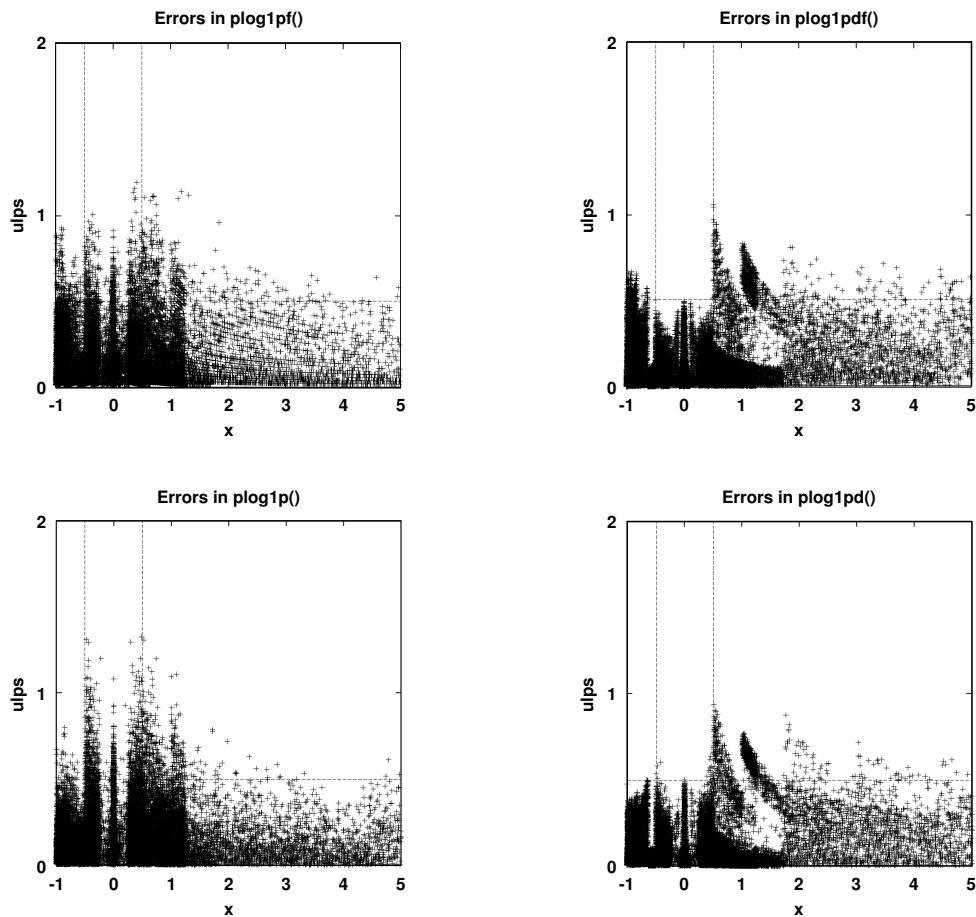 Errors in plog1pf()
2
1
0
ulps
-1 0 1 2 3 4 5
x
Errors in plog1pdf()
2
1
0
ulps
-1 0 1 2 3 4 5
x
Errors in plog1p()
2
1
0
ulps
-1 0 1 2 3 4 5
x
Errors in plog1pd()
2
1
0
ulps
-1 0 1 2 3 4 5
x